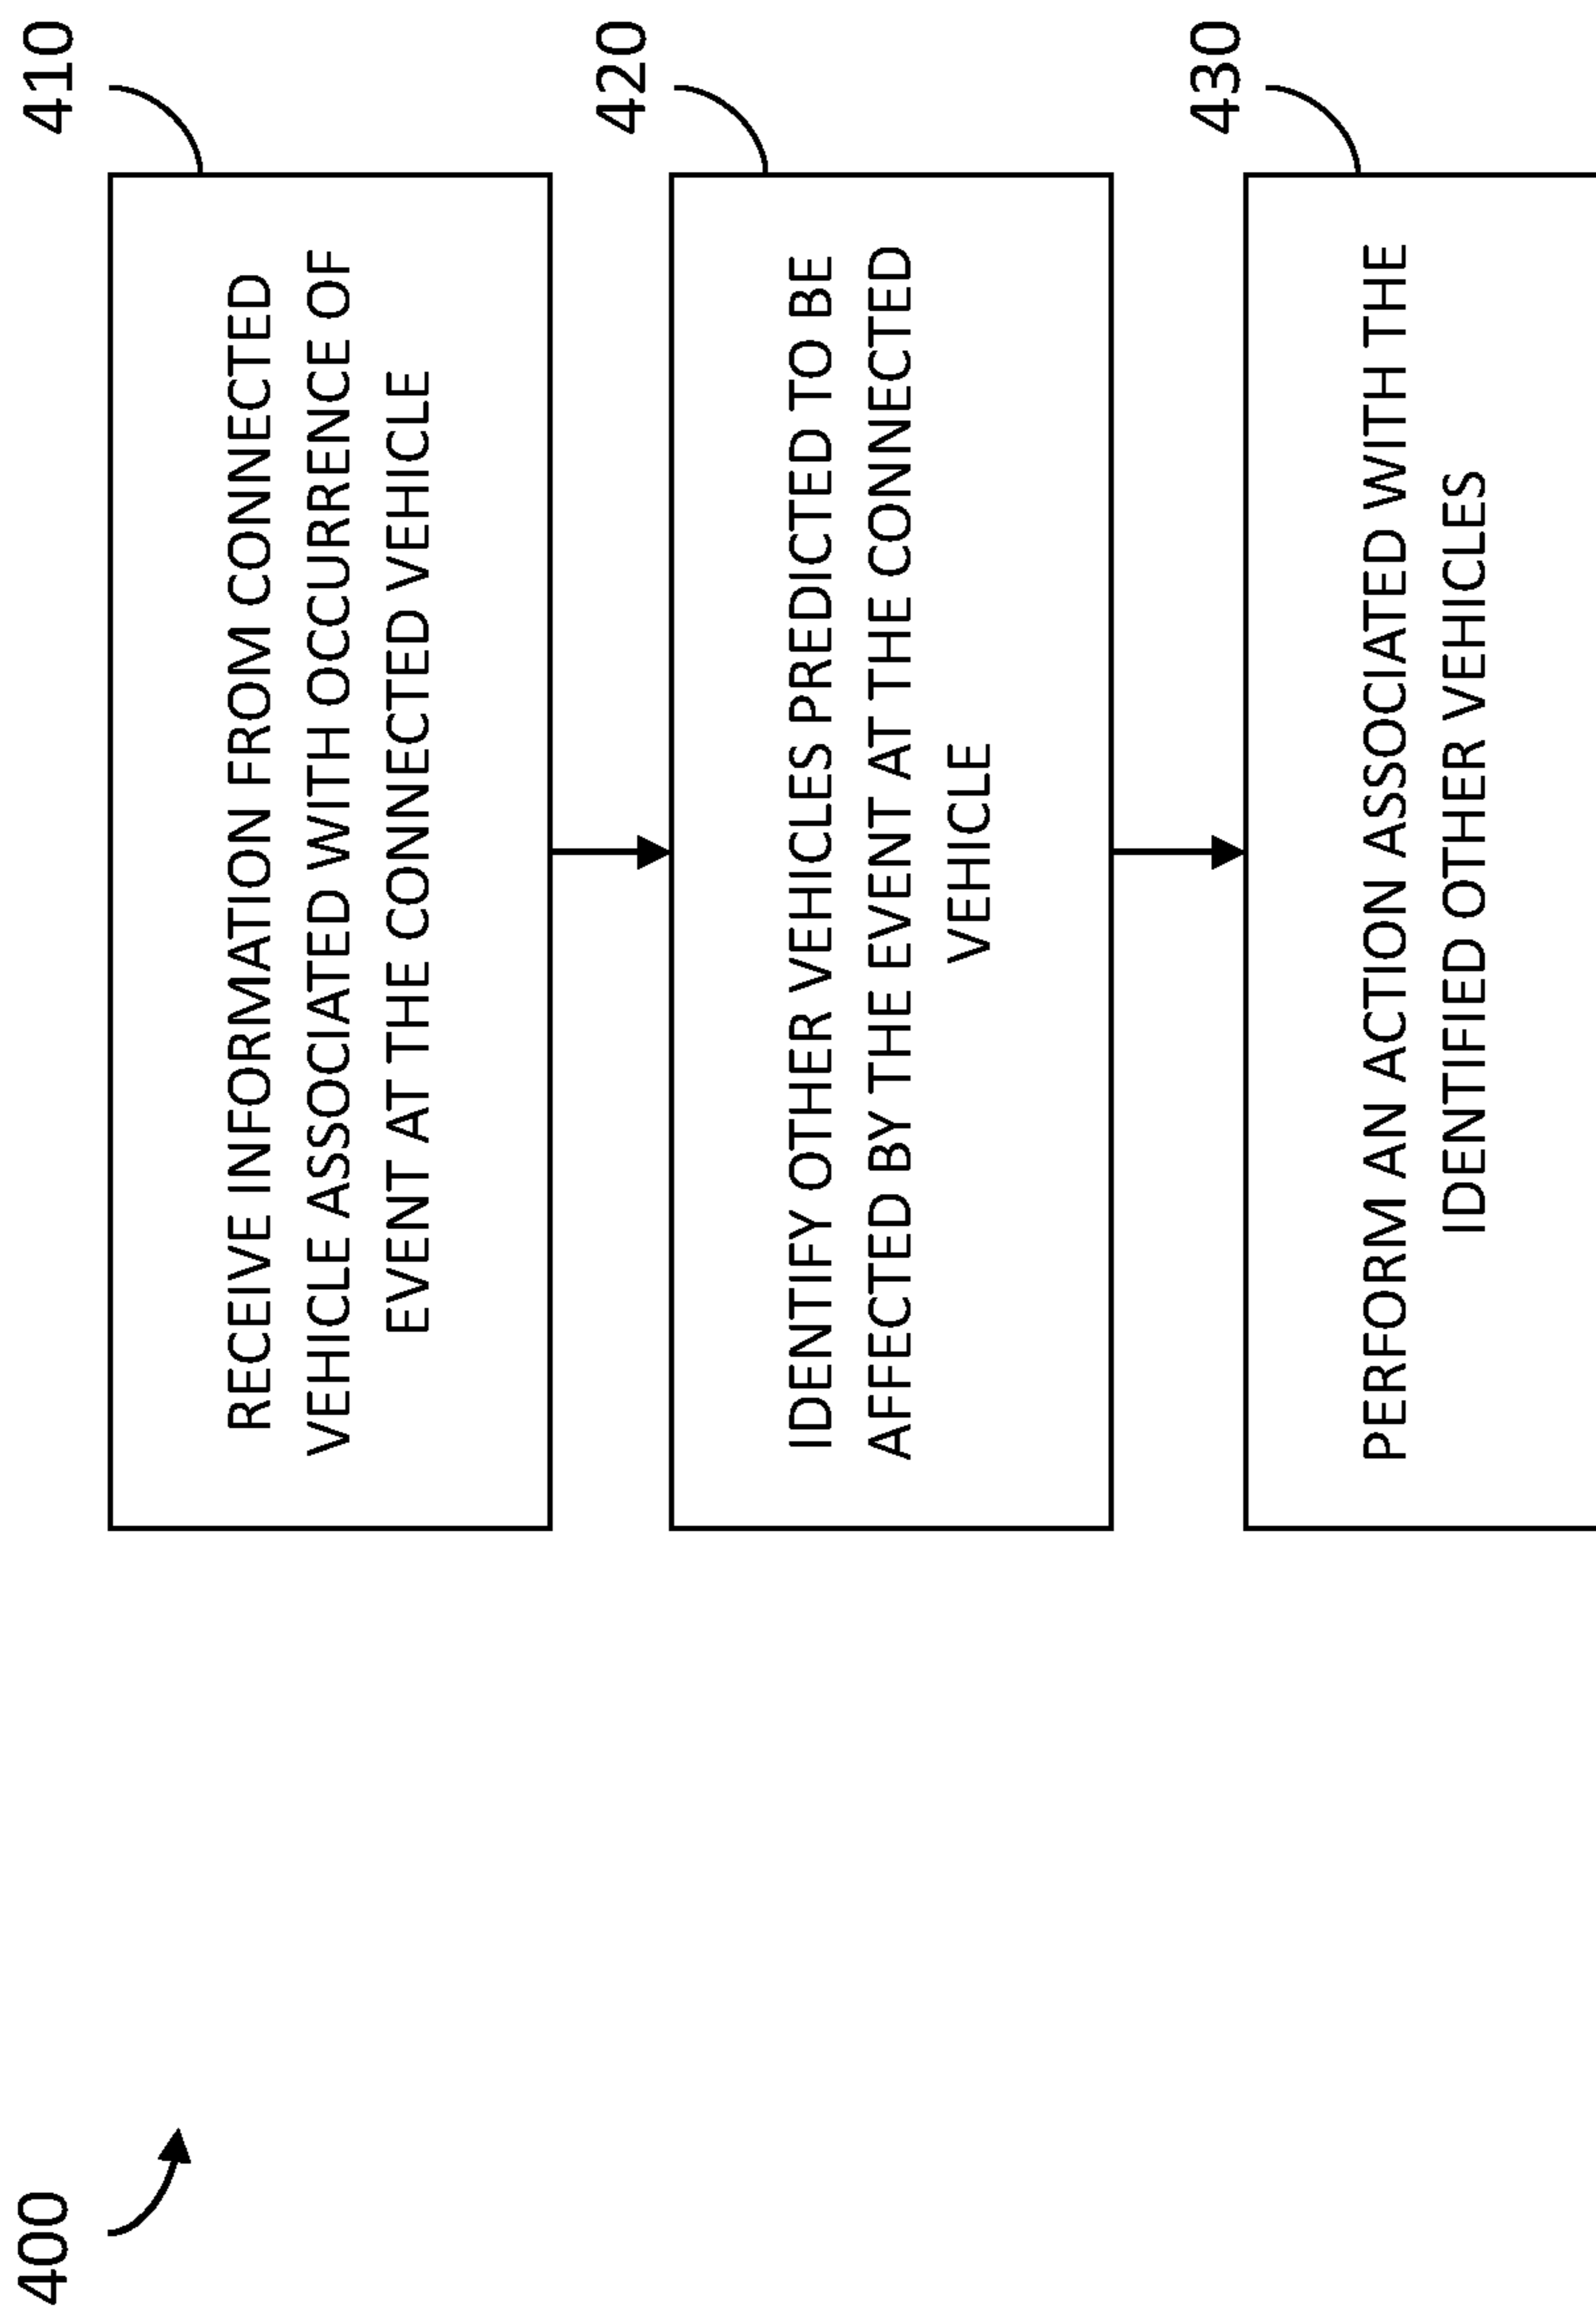 400
410
RECEIVE INFORMATION FROM CONNECTED
VEHICLE ASSOCIATED WITH OCCURRENCE OF
EVENT AT THE CONNECTED VEHICLE
420
IDENTIFY OTHER VEHICLES PREDICTED TO BE
AFFECTED BY THE EVENT AT THE CONNECTED
VEHICLE
430
PERFORM AN ACTION ASSOCIATED WITH THE
IDENTIFIED OTHER VEHICLES